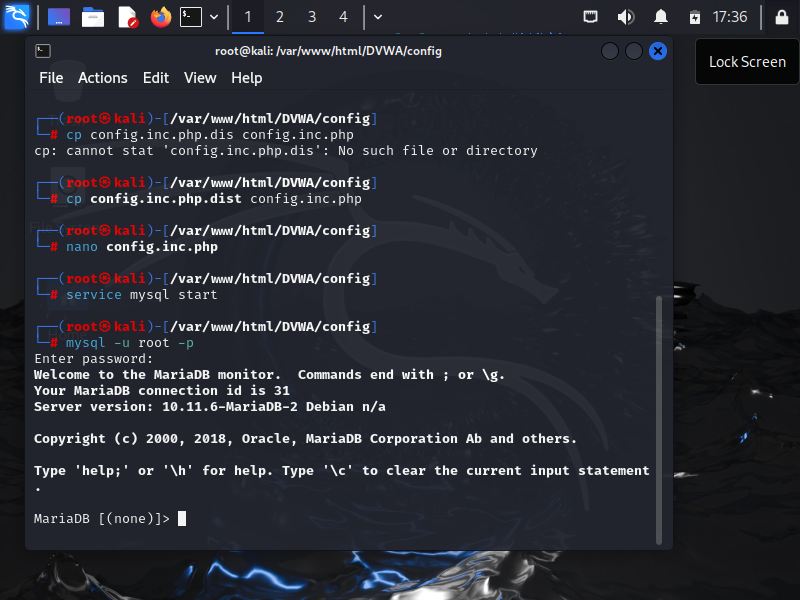 1 2 3 4
17:36
root@kali: /var/www/html/DVWA/config
Lock Screen
File Actions Edit View Help
┌──(root㉿kali)-[/var/www/html/DVWA/config]
└─# cp config.inc.php.dis config.inc.php
cp: cannot stat 'config.inc.php.dis': No such file or directory
┌──(root㉿kali)-[/var/www/html/DVWA/config]
└─# cp config.inc.php.dist config.inc.php
┌──(root㉿kali)-[/var/www/html/DVWA/config]
└─# nano config.inc.php
┌──(root㉿kali)-[/var/www/html/DVWA/config]
└─# service mysql start
┌──(root㉿kali)-[/var/www/html/DVWA/config]
└─# mysql -u root -p
Enter password:
Welcome to the MariaDB monitor.  Commands end with ; or \g.
Your MariaDB connection id is 31
Server version: 10.11.6-MariaDB-2 Debian n/a
Copyright (c) 2000, 2018, Oracle, MariaDB Corporation Ab and others.
Type 'help;' or '\h' for help. Type '\c' to clear the current input statement
.
MariaDB [(none)]>